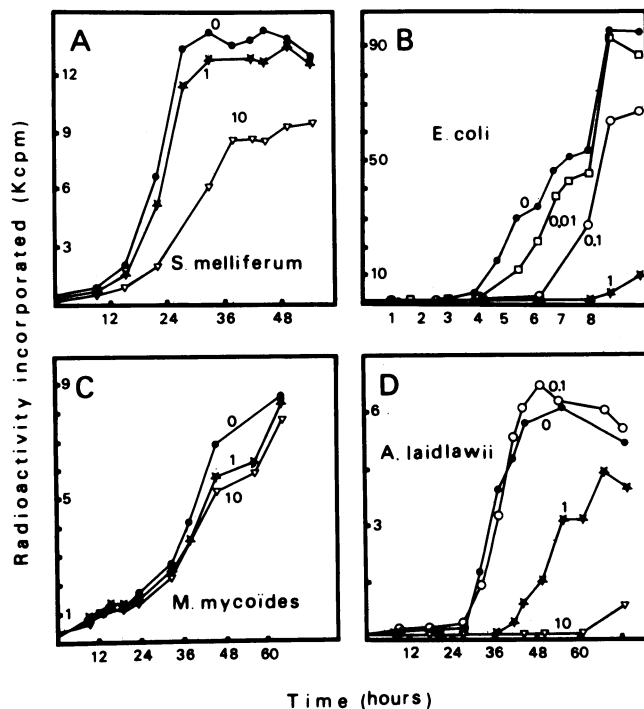 Radioactivity incorporated (Kcpm)
A
0
1
10
12
9
6
3
S. melliferum
12 24 36 48
B
E. coli
90
50
10
0
0,01
0.1
1
1 2 3 4 5 6 7 8
C
9
5
1
0
1
10
M. mycoïdes
12 24 36 48 60
D
0.1
0
A. laidlawii
6
3
1
10
12 24 36 48 60
Time (hours)